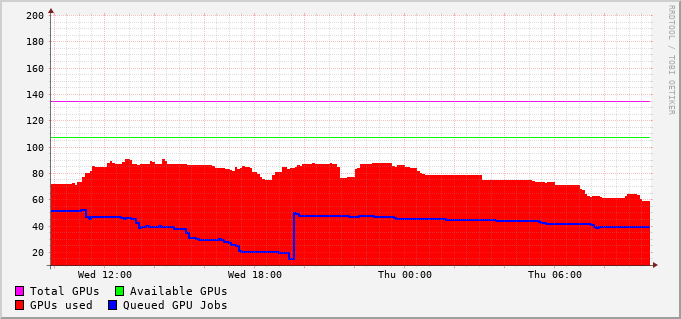 200
180
160
140
120
100
80
60
40
20
Wed 12:00 Wed 18:00 Thu 00:00 Thu 06:00
Total GPUs Available GPUs
GPUs used Queued GPU Jobs
RRDTOOL / TOBI OETIKER